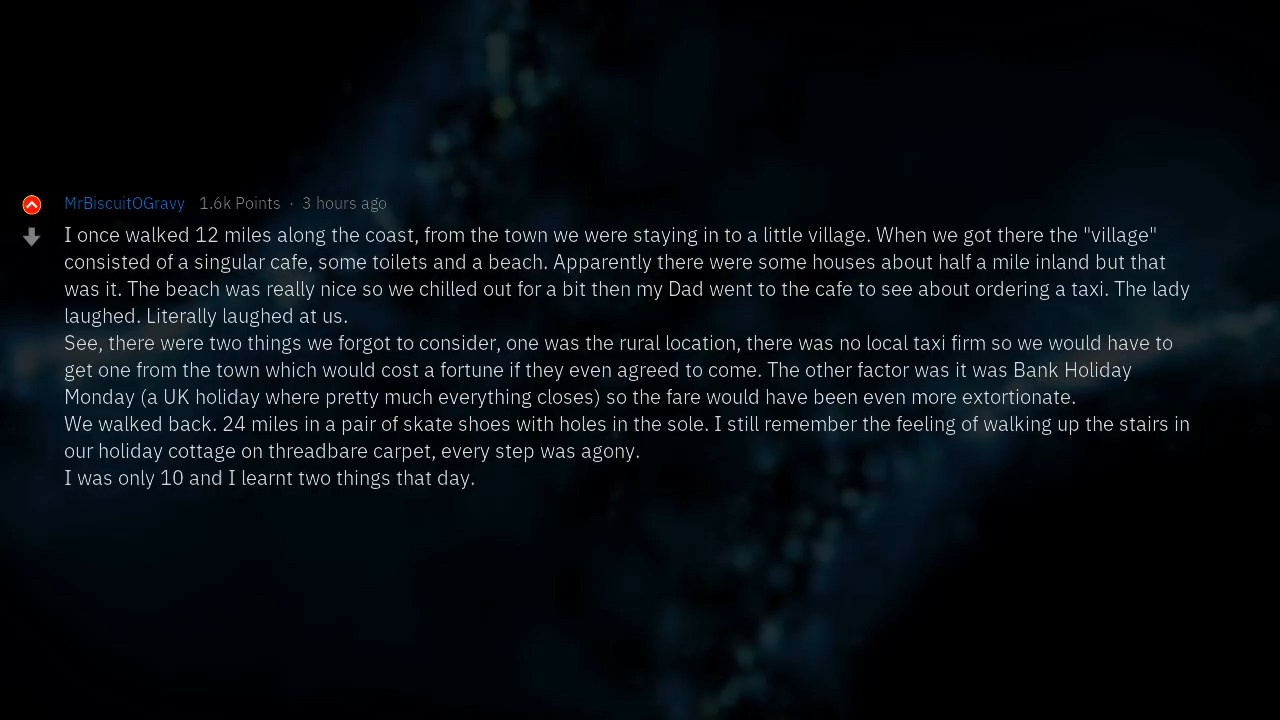 MrBiscuitOGravy 1.6k Points · 3 hours ago
I once walked 12 miles along the coast, from the town we were staying in to a little village. When we got there the "village"
consisted of a singular cafe, some toilets and a beach. Apparently there were some houses about half a mile inland but that
was it. The beach was really nice so we chilled out for a bit then my Dad went to the cafe to see about ordering a taxi. The lady
laughed. Literally laughed at us.
See, there were two things we forgot to consider, one was the rural location, there was no local taxi firm so we would have to
get one from the town which would cost a fortune if they even agreed to come. The other factor was it was Bank Holiday
Monday (a UK holiday where pretty much everything closes) so the fare would have been even more extortionate.
We walked back. 24 miles in a pair of skate shoes with holes in the sole. I still remember the feeling of walking up the stairs in
our holiday cottage on threadbare carpet, every step was agony.
I was only 10 and I learnt two things that day.